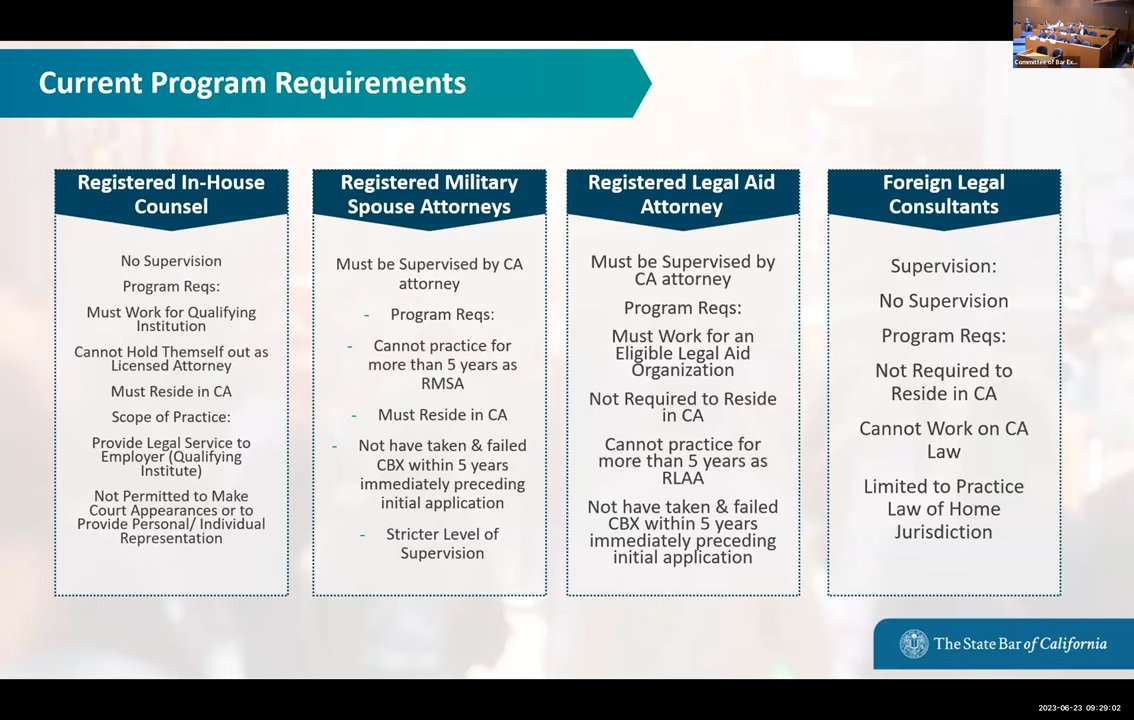 Committee of Bar Ex...
Current Program Requirements
Registered In-House
Counsel
No Supervision
Program Reqs:
Must Work for Qualifying
Institution
Cannot Hold Themself out as
Licensed Attorney
Must Reside in CA
Scope of Practice:
Provide Legal Service to
Employer (Qualifying
Institute)
Not Permitted to Make
Court Appearances or to
Provide Personal/ Individual
Representation
Registered Military
Spouse Attorneys
Must be Supervised by CA
attorney
- Program Reqs:
- Cannot practice for
more than 5 years as
RMSA
- Must Reside in CA
- Not have taken & failed
CBX within 5 years
immediately preceding
initial application
- Stricter Level of
Supervision
Registered Legal Aid
Attorney
Must be Supervised by
CA attorney
Program Reqs:
Must Work for an
Eligible Legal Aid
Organization
Not Required to Reside
in CA
Cannot practice for
more than 5 years as
RLAA
Not have taken & failed
CBX within 5 years
immediately preceding
initial application
Foreign Legal
Consultants
Supervision:
No Supervision
Program Reqs:
Not Required to
Reside in CA
Cannot Work on CA
Law
Limited to Practice
Law of Home
Jurisdiction
The State Bar of California
2023-06-23 09:29:02